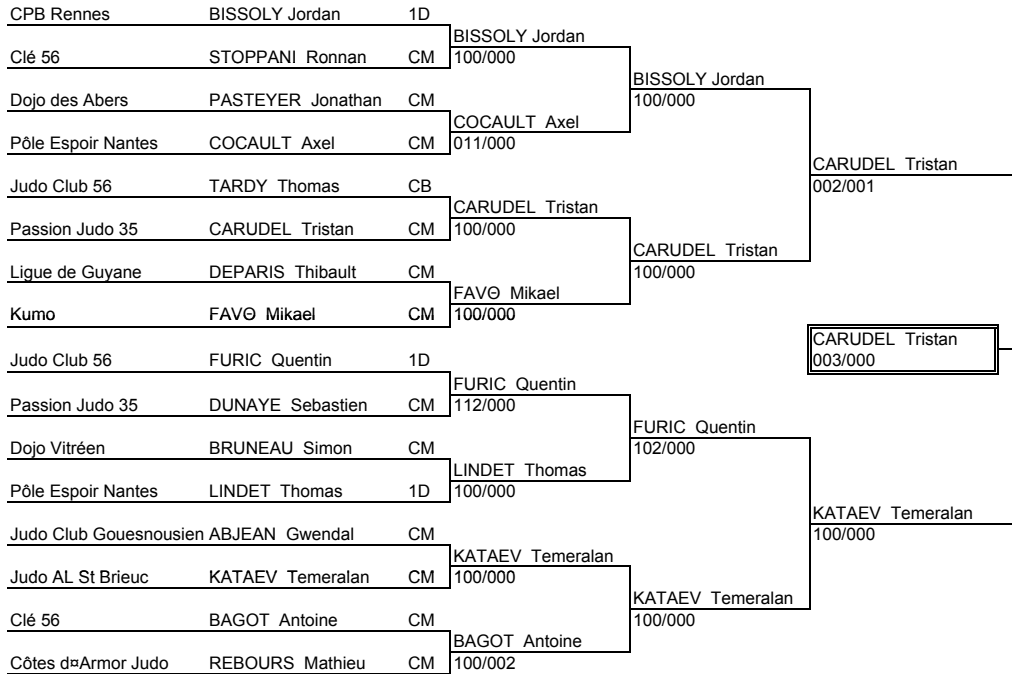 CPB Rennes BISSOLY Jordan 1D
BISSOLY Jordan
Clé 56 STOPPANI Ronnan CM 100/000
BISSOLY Jordan
Dojo des Abers PASTEYER Jonathan CM 100/000
COCAULT Axel
Pôle Espoir Nantes COCAULT Axel CM 011/000
CARUDEL Tristan
Judo Club 56 TARDY Thomas CB 002/001
CARUDEL Tristan
Passion Judo 35 CARUDEL Tristan CM 100/000
CARUDEL Tristan
Ligue de Guyane DEPARIS Thibault CM 100/000
FAVΘ Mikael
Kumo FAVΘ Mikael CM 100/000
CARUDEL Tristan
Judo Club 56 FURIC Quentin 1D 003/000
FURIC Quentin
Passion Judo 35 DUNAYE Sebastien CM 112/000
FURIC Quentin
Dojo Vitréen BRUNEAU Simon CM 102/000
LINDET Thomas
Pôle Espoir Nantes LINDET Thomas 1D 100/000
KATAEV Temeralan
Judo Club Gouesnousien ABJEAN Gwendal CM 100/000
KATAEV Temeralan
Judo AL St Brieuc KATAEV Temeralan CM 100/000
KATAEV Temeralan
Clé 56 BAGOT Antoine CM 100/000
BAGOT Antoine
Côtes d¤Armor Judo REBOURS Mathieu CM 100/002